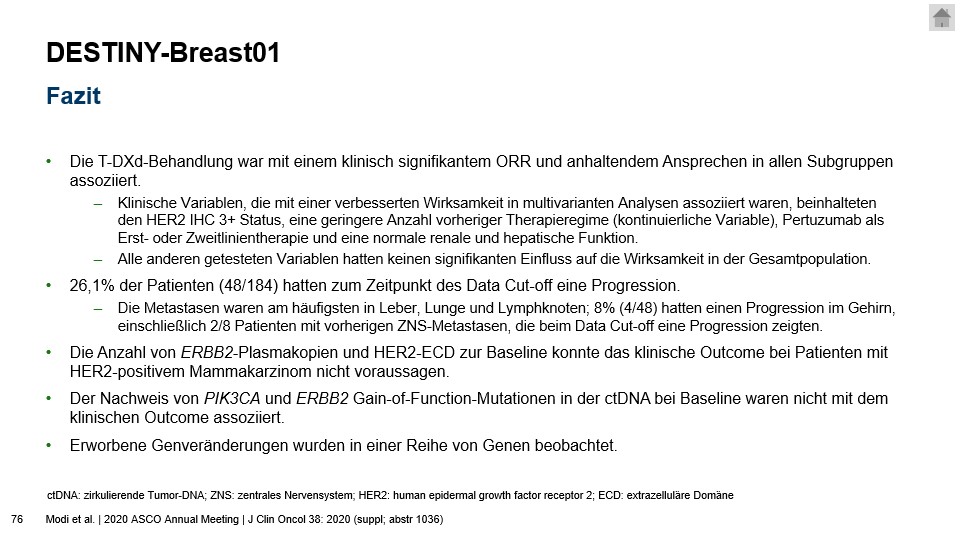 DESTINY-Breast01
Fazit
• Die T-DXd-Behandlung war mit einem klinisch signifikantem ORR und anhaltendem Ansprechen in allen Subgruppen
assoziiert.
– Klinische Variablen, die mit einer verbesserten Wirksamkeit in multivarianten Analysen assoziiert waren, beinhalteten
den HER2 IHC 3+ Status, eine geringere Anzahl vorheriger Therapieregime (kontinuierliche Variable), Pertuzumab als
Erst- oder Zweitlinientherapie und eine normale renale und hepatische Funktion.
– Alle anderen getesteten Variablen hatten keinen signifikanten Einfluss auf die Wirksamkeit in der Gesamtpopulation.
• 26,1% der Patienten (48/184) hatten zum Zeitpunkt des Data Cut-off eine Progression.
– Die Metastasen waren am häufigsten in Leber, Lunge und Lymphknoten; 8% (4/48) hatten einen Progression im Gehirn,
einschließlich 2/8 Patienten mit vorherigen ZNS-Metastasen, die beim Data Cut-off eine Progression zeigten.
• Die Anzahl von ERBB2-Plasmakopien und HER2-ECD zur Baseline konnte das klinische Outcome bei Patienten mit
HER2-positivem Mammakarzinom nicht voraussagen.
• Der Nachweis von PIK3CA und ERBB2 Gain-of-Function-Mutationen in der ctDNA bei Baseline waren nicht mit dem
klinischen Outcome assoziiert.
• Erworbene Genveränderungen wurden in einer Reihe von Genen beobachtet.
ctDNA: zirkulierende Tumor-DNA; ZNS: zentrales Nervensystem; HER2: human epidermal growth factor receptor 2; ECD: extrazelluläre Domäne
76 Modi et al. | 2020 ASCO Annual Meeting | J Clin Oncol 38: 2020 (suppl; abstr 1036)